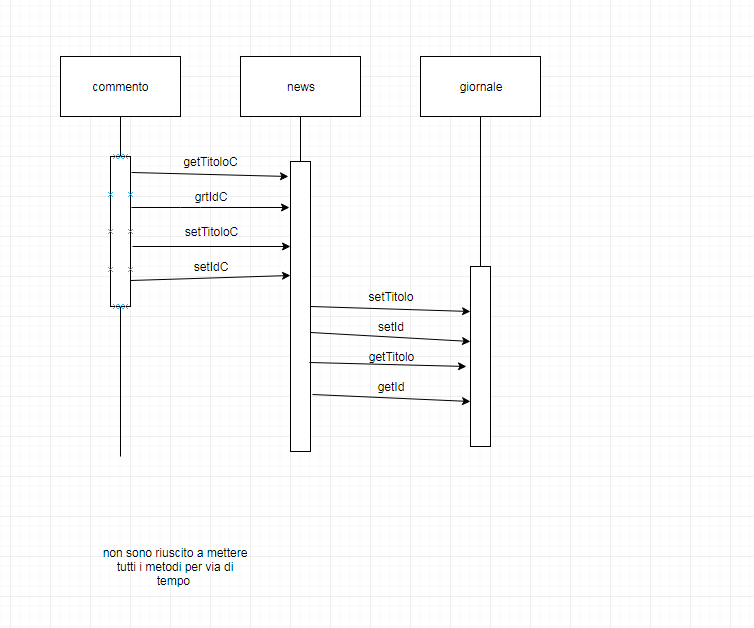 commento
news
giornale
getTitoloC
grtIdC
setTitoloC
setIdC
setTitolo
setId
getTitolo
getId
non sono riuscito a mettere
tutti i metodi per via di
tempo